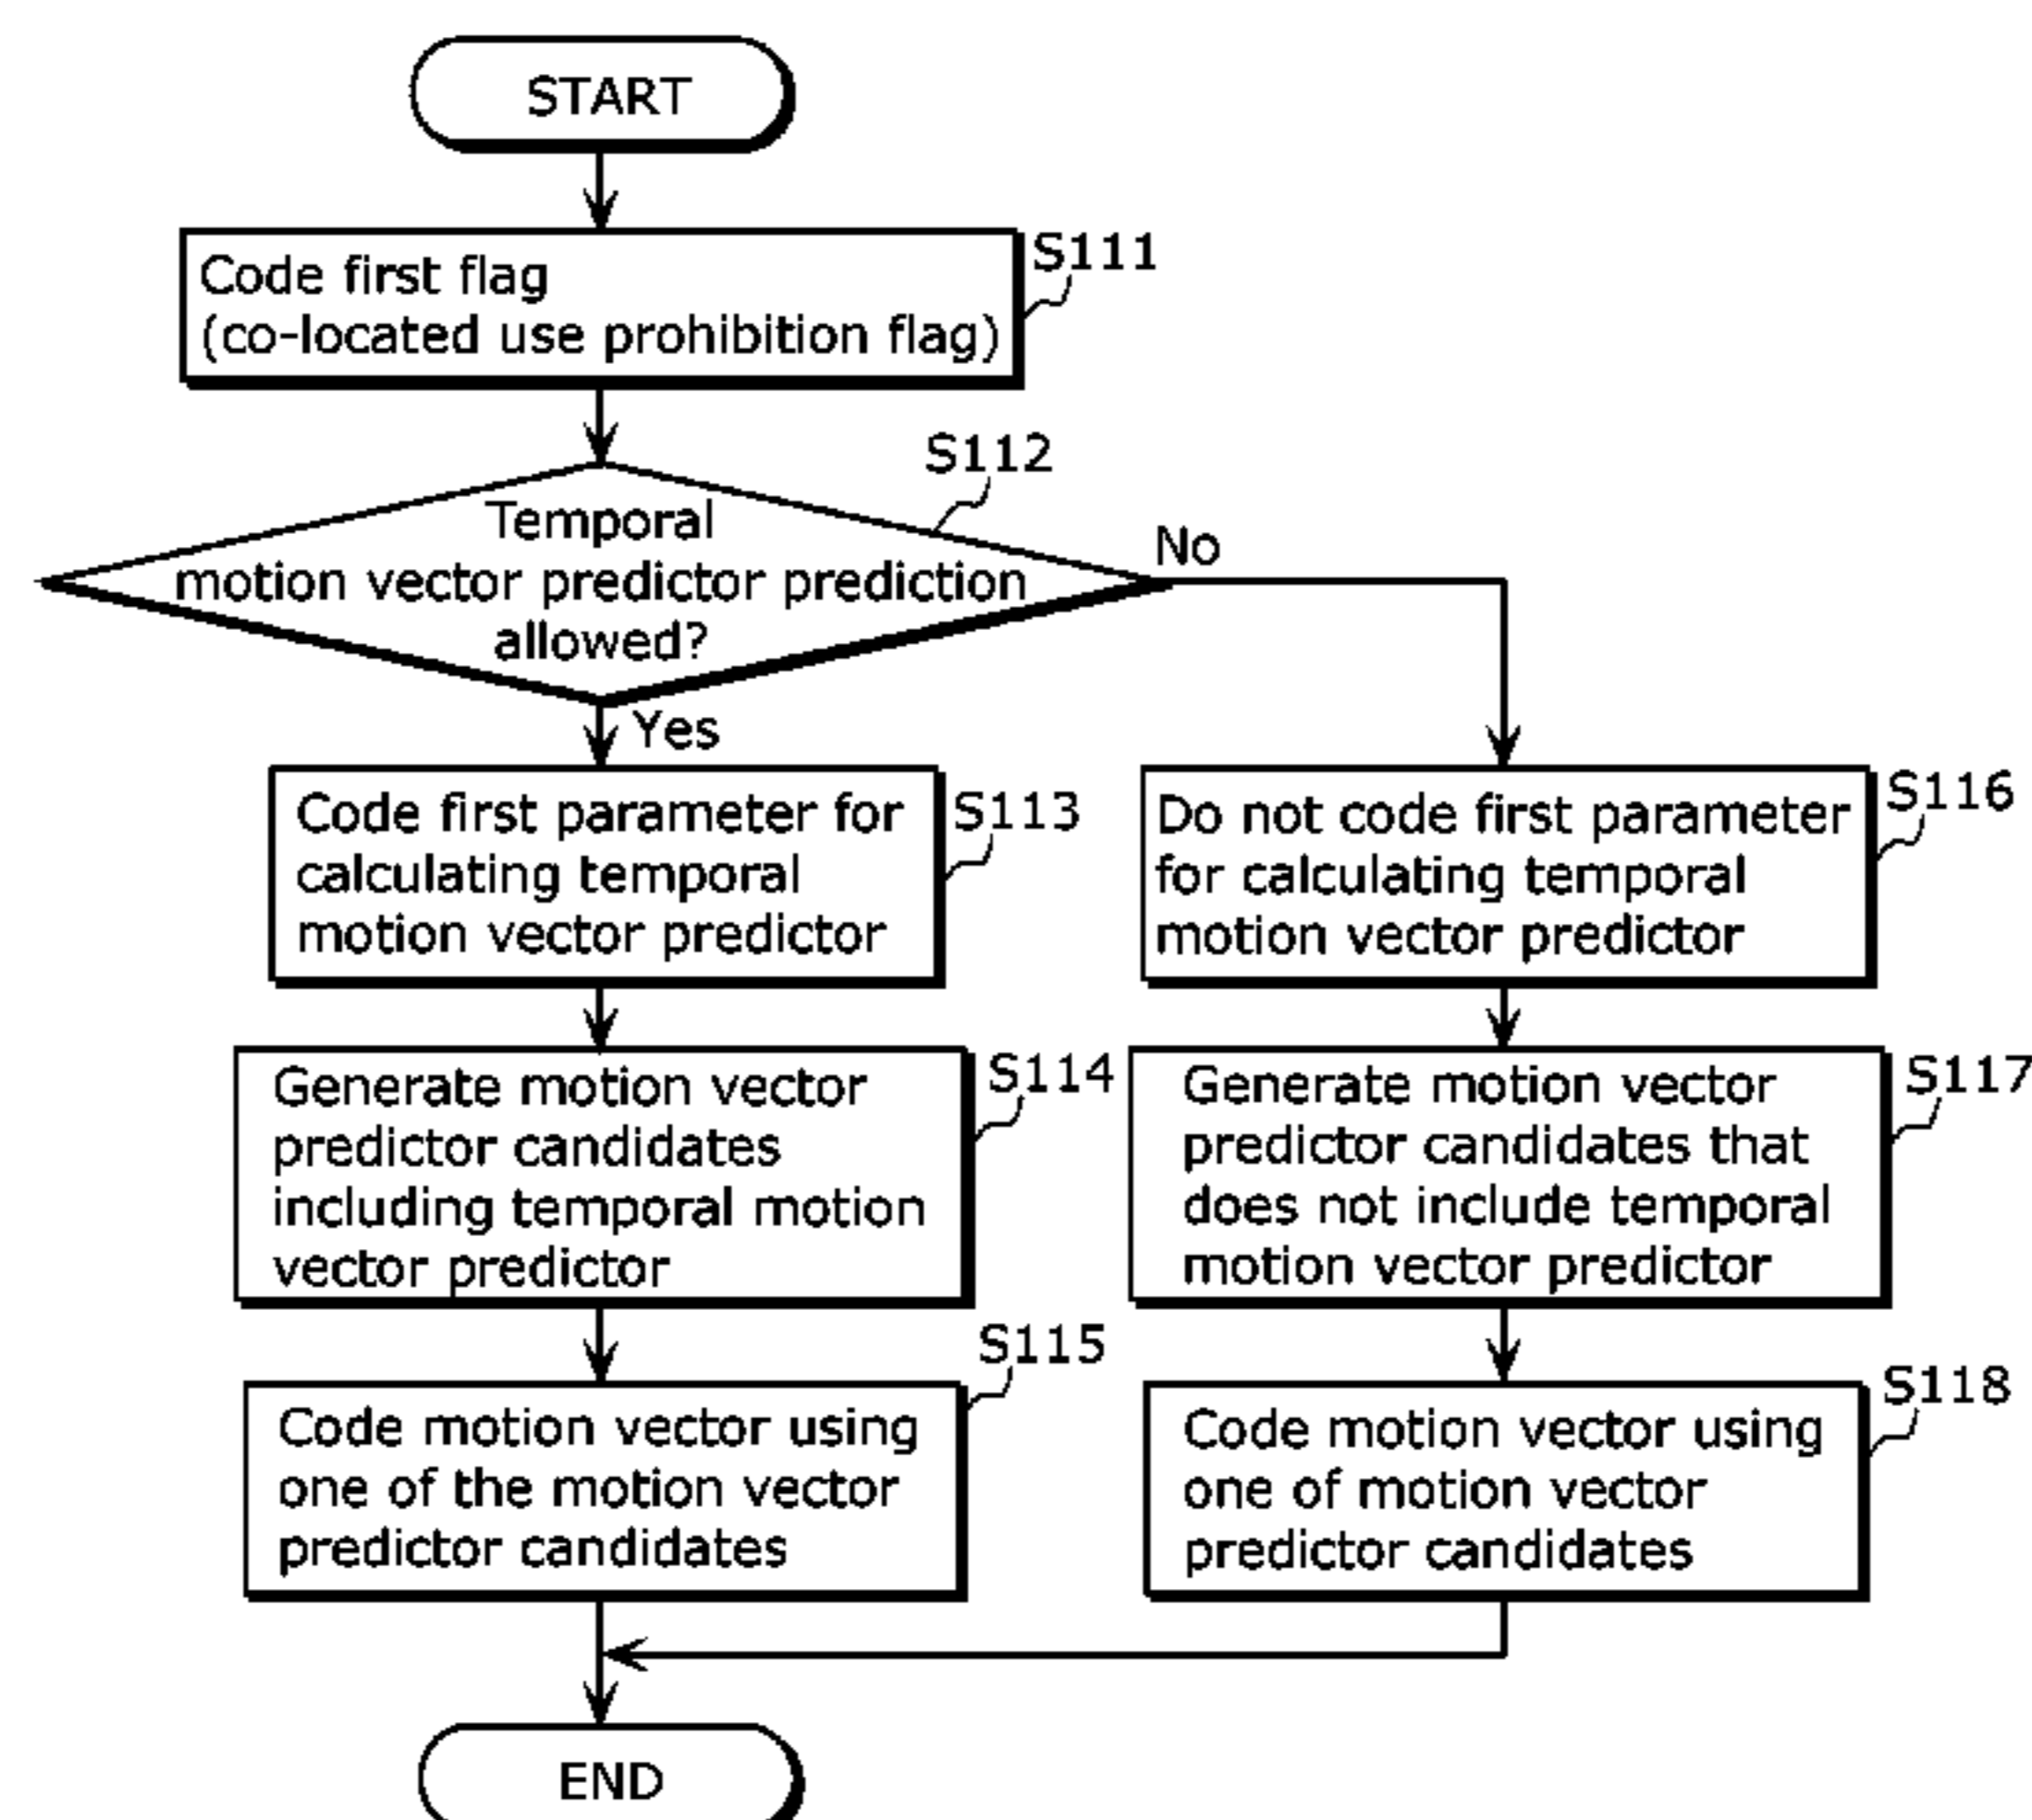 START
Code first flag
(co-located use prohibition flag)
S111
S112
Temporal
motion vector predictor prediction
allowed?
No
Yes
Code first parameter for
calculating temporal
motion vector predictor
S113
Generate motion vector
predictor candidates
including temporal motion
vector predictor
S114
Code motion vector using
one of the motion vector
predictor candidates
S115
Do not code first parameter
for calculating temporal
motion vector predictor
S116
Generate motion vector
predictor candidates that
does not include temporal
motion vector predictor
S117
Code motion vector using
one of motion vector
predictor candidates
S118
END